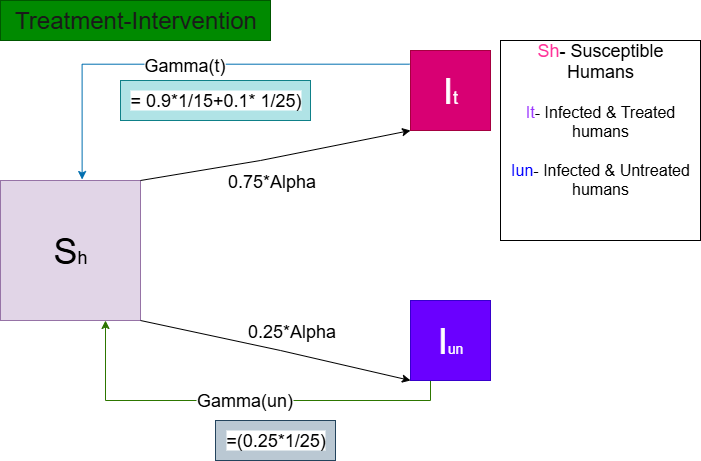 Treatment-Intervention
Gamma(t)
= 0.9*1/15+0.1* 1/25)
It
Sh- Susceptible
Humans
It- Infected & Treated
humans
Iun- Infected & Untreated
humans
0.75*Alpha
Sh
0.25*Alpha
Iun
Gamma(un)
=(0.25*1/25)